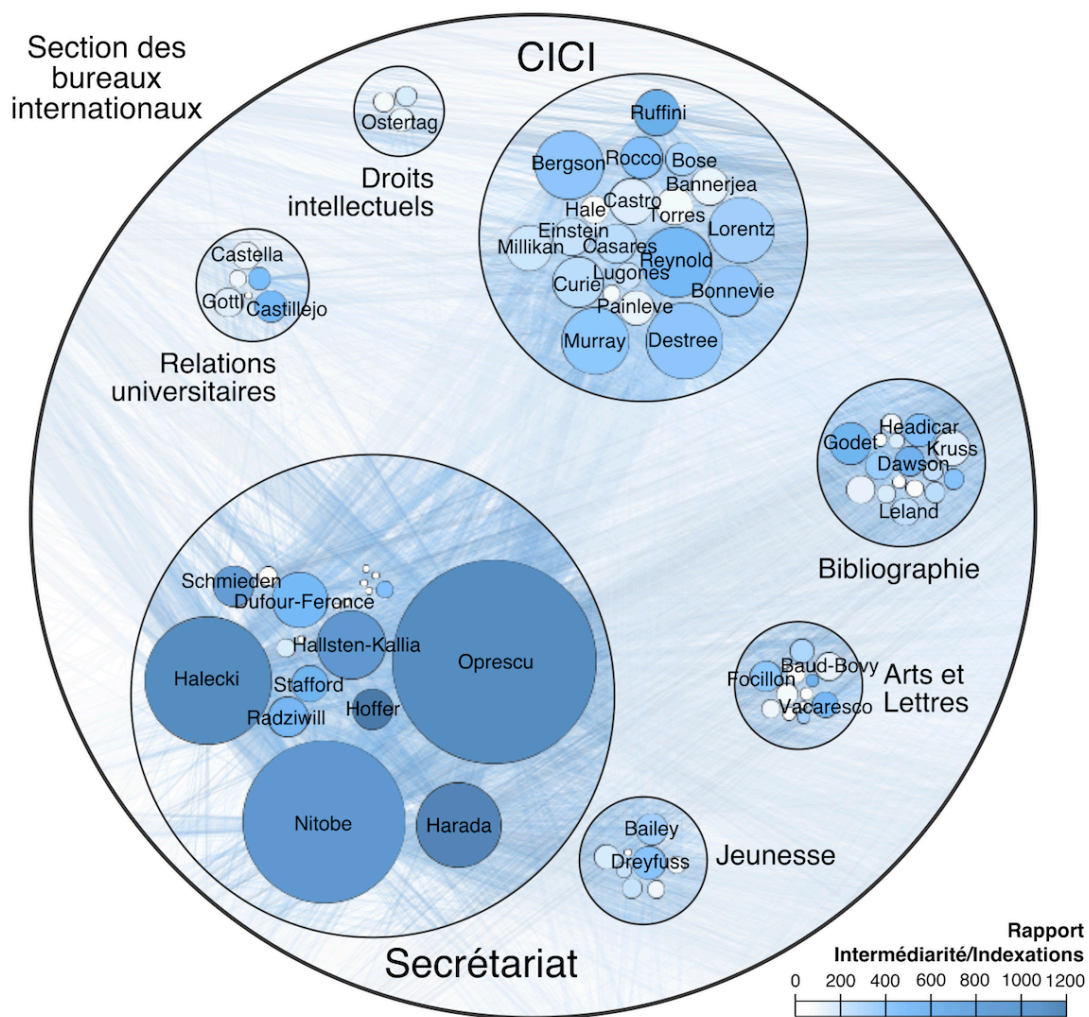 Section des
bureaux
internationaux
CICI
Ostertag
Droits
intellectuels
Ruffini
Bergson
Rocco
Bose
Bannerjea
Castro
Hale
Torres
Lorentz
Einstein
Millikan
Casares
Reynold
Lugones
Curie
Bonnevie
Painleve
Murray
Destree
Castella
Gottl
Castillejo
Relations
universitaires
Headicar
Godet
Kruss
Dawson
Leland
Bibliographie
Schmieden
Dufour-Feronce
Hallsten-Kallia
Oprescu
Halecki
Stafford
Radziwill
Hoffer
Nitobe
Harada
Secrétariat
Baud-Bovy
Focillon
Vacaresco
Arts et
Lettres
Bailey
Dreyfuss
Jeunesse
Rapport
Intermédiarité/Indexations
0 200 400 600 800 1000 1200